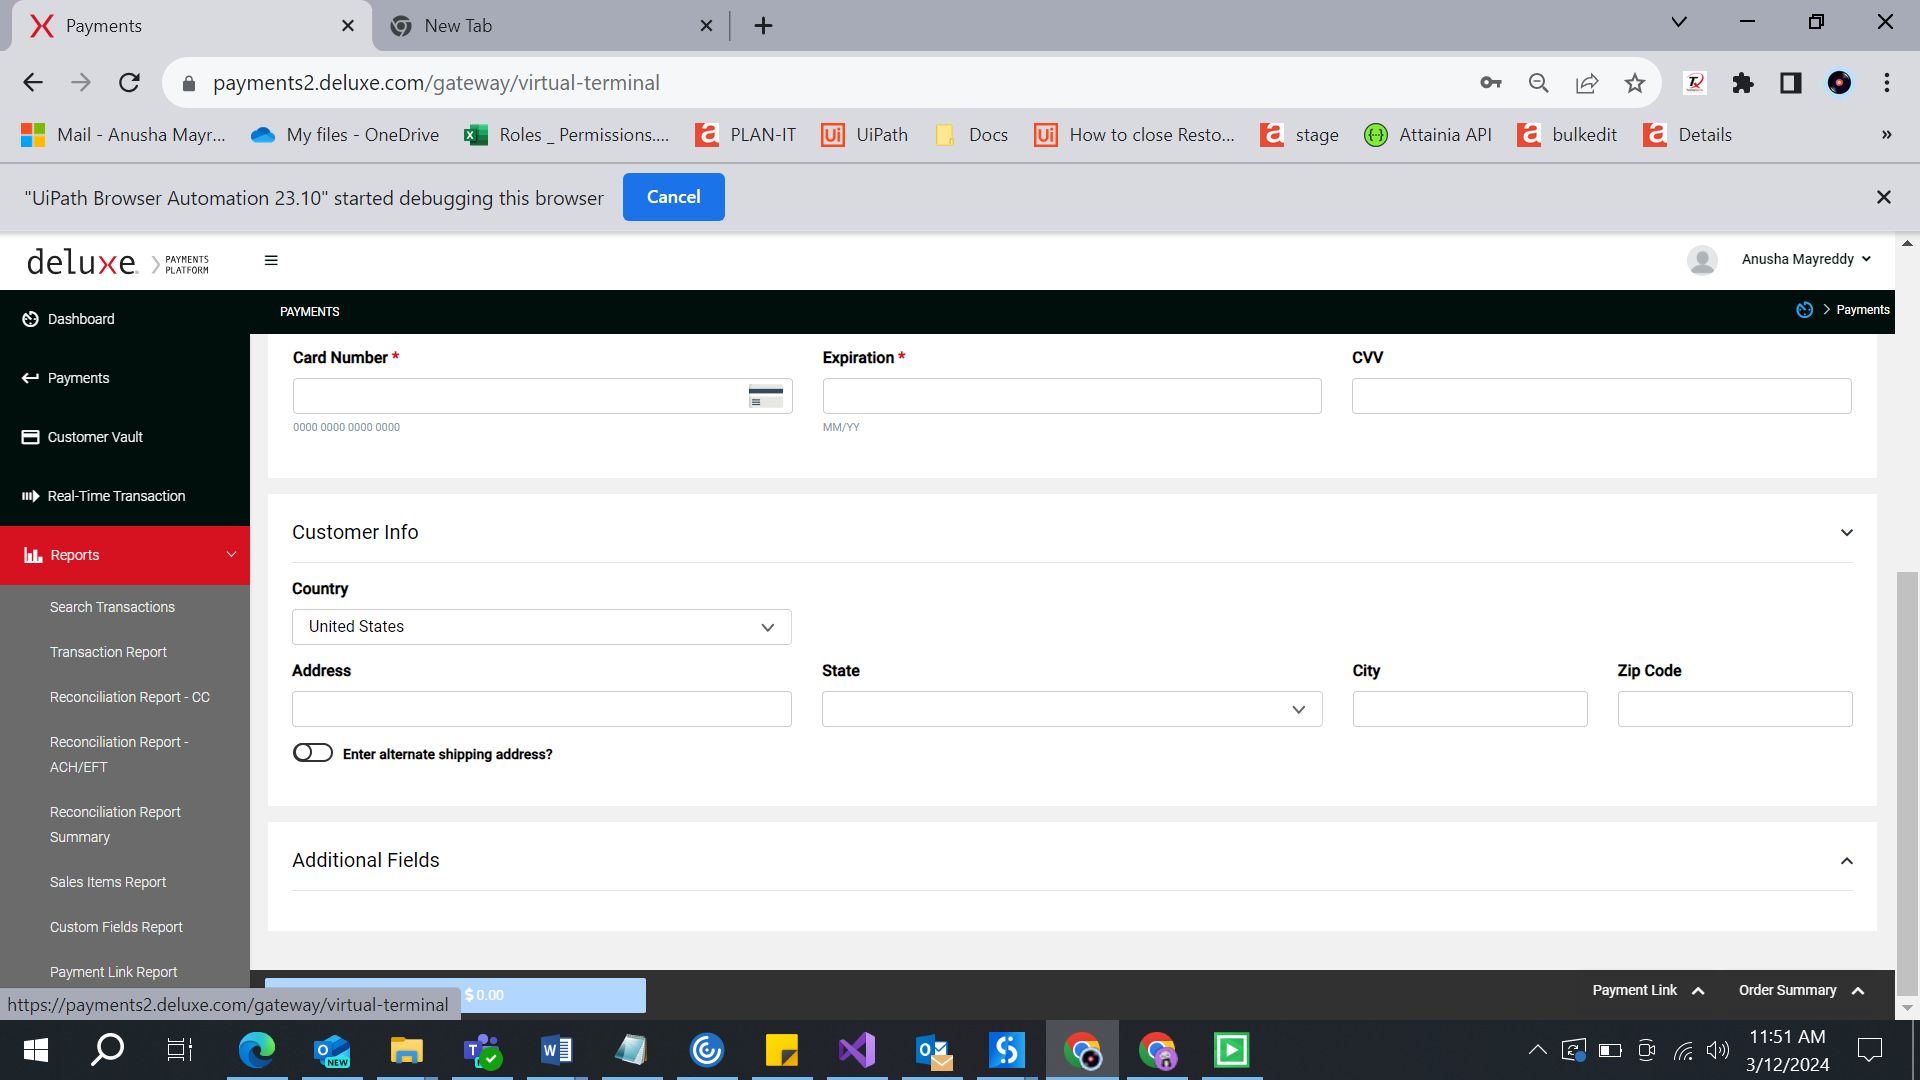 Payments
New Tab
payments2.deluxe.com/gateway/virtual-terminal
Mail - Anusha Mayr...
My files - OneDrive
Roles _ Permissions....
PLAN-IT
UiPath
Docs
How to close Resto...
stage
Attainia API
bulkedit
Details
»
"UiPath Browser Automation 23.10" started debugging this browser
Cancel
deluxe. PAYMENTS
PLATFORM
Anusha Mayreddy
Dashboard
Payments
Customer Vault
Real-Time Transaction
Reports
Search Transactions
Transaction Report
Reconciliation Report - CC
Reconciliation Report -
ACH/EFT
Reconciliation Report
Summary
Sales Items Report
Custom Fields Report
Payment Link Report
PAYMENTS
Payments
Card Number *
Expiration *
CVV
0000 0000 0000 0000
MM/YY
Customer Info
Country
United States
Address
State
City
Zip Code
Enter alternate shipping address?
Additional Fields
$ 0.00
Payment Link
Order Summary
https://payments2.deluxe.com/gateway/virtual-terminal
NEW
11:51 AM
3/12/2024